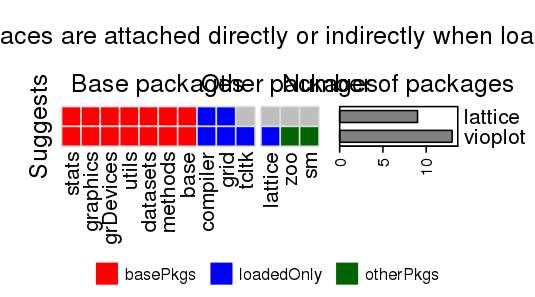 aces are attached directly or indirectly when loa
Base packages Other packages Number of packages
Suggests
lattice
vioplot
0 5 10
stats graphics grDevices utils datasets methods base compiler grid tcltk lattice zoo sm
basePkgs loadedOnly otherPkgs